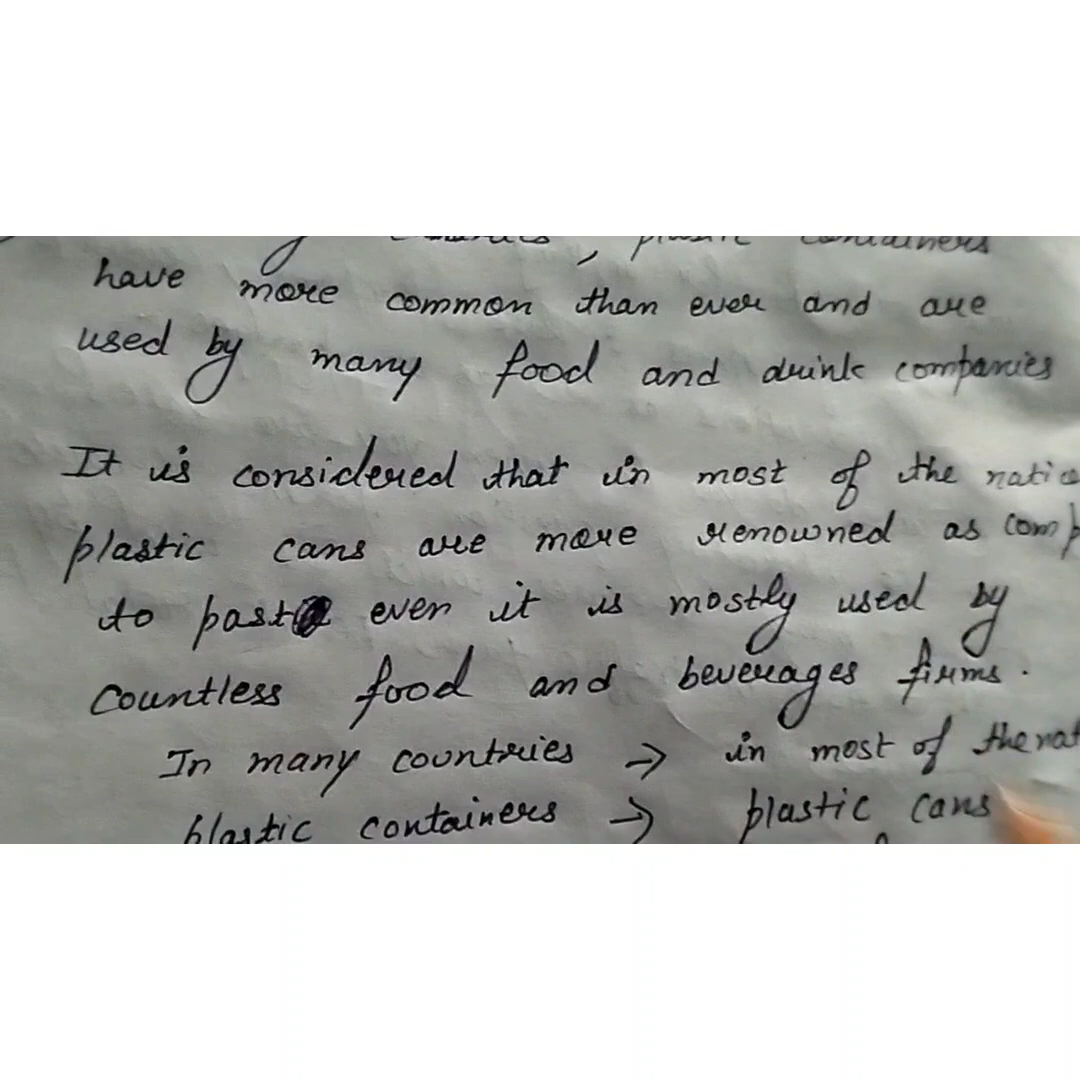 plastic containers
have more common than ever and are
used by many food and drink companies
It is considered that in most of the
plastic cans are more renowned as
to past even it is mostly used by
countless food and beverages firms.
In many countries → in most of the
plastic containers → plastic cans